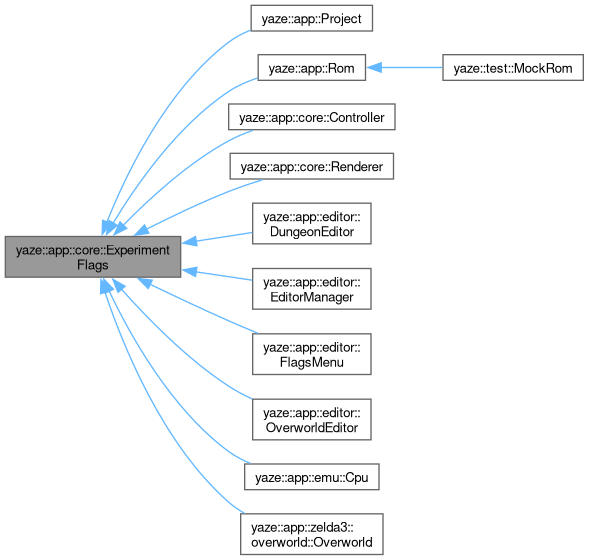 yaze::app::Project
yaze::app::Rom
yaze::test::MockRom
yaze::app::core::Controller
yaze::app::core::Renderer
yaze::app::editor::
DungeonEditor
yaze::app::core::Experiment
Flags
yaze::app::editor::
EditorManager
yaze::app::editor::
FlagsMenu
yaze::app::editor::
OverworldEditor
yaze::app::emu::Cpu
yaze::app::zelda3::
overworld::Overworld